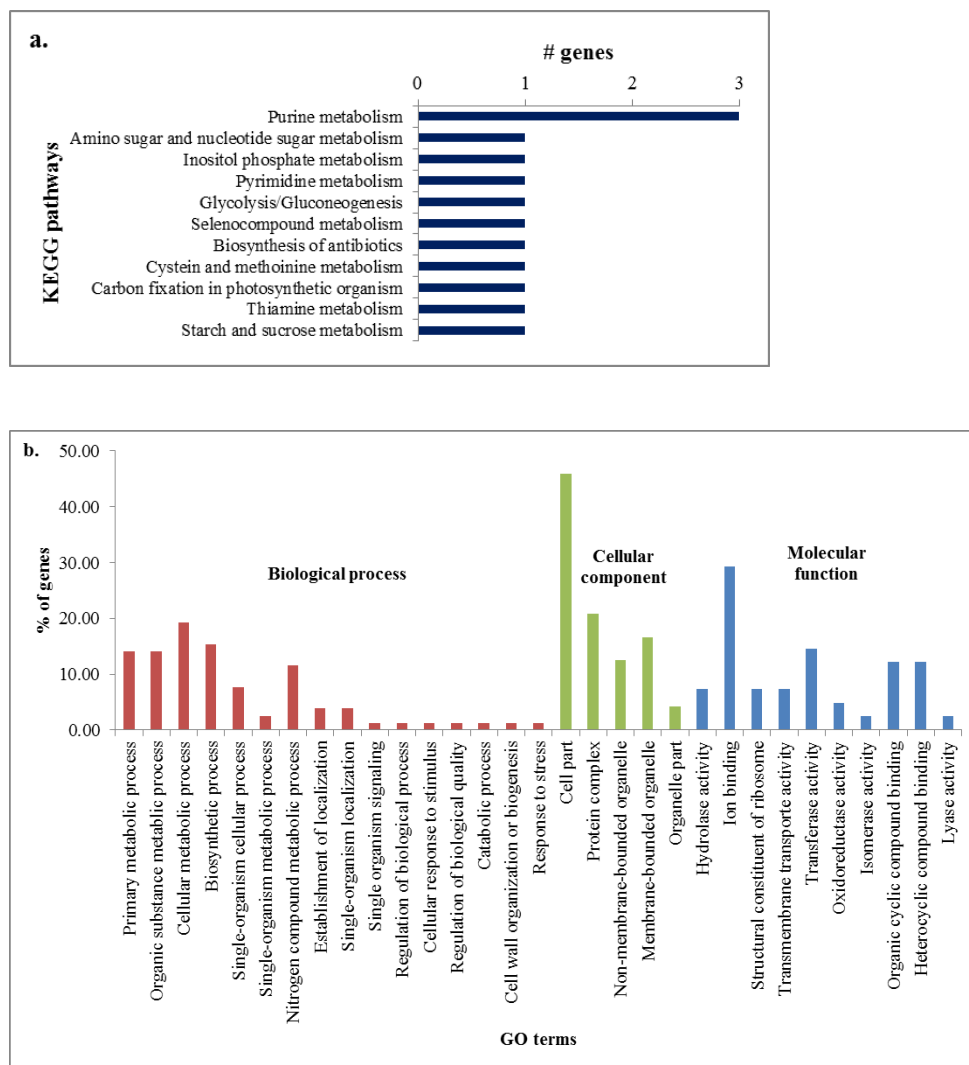 a.
# genes
0 1 2 3
KEGG pathways
Purine metabolism
Amino sugar and nucleotide sugar metabolism
Inositol phosphate metabolism
Pyrimidine metabolism
Glycolysis/Gluconeogenesis
Selenocompound metabolism
Biosynthesis of antibiotics
Cystein and methoinine metabolism
Carbon fixation in photosynthetic organism
Thiamine metabolism
Starch and sucrose metabolism
b.
% of genes
50.00
40.00
30.00
20.00
10.00
0.00
Biological process
Cellular
component
Molecular
function
Primary metabolic process
Organic substance metablic process
Cellular metabolic process
Biosynthetic process
Single-organism cellular process
Single-organism metabolic process
Nitrogen compound metabolic process
Establishment of localization
Single-organism localization
Single organism signaling
Regulation of biological process
Cellular response to stimulus
Regulation of biological quality
Catabolic process
Cell wall organization or biogenesis
Response to stress
Cell part
Protein complex
Non-membrane-bounded organelle
Membrane-bounded organelle
Organelle part
Hydrolase activity
Ion binding
Structural constituent of ribosome
Transmembrane transporte activity
Transferase activity
Oxidoreductase activity
Isomerase activity
Organic cyclic compound binding
Heterocyclic compound binding
Lyase activity
GO terms